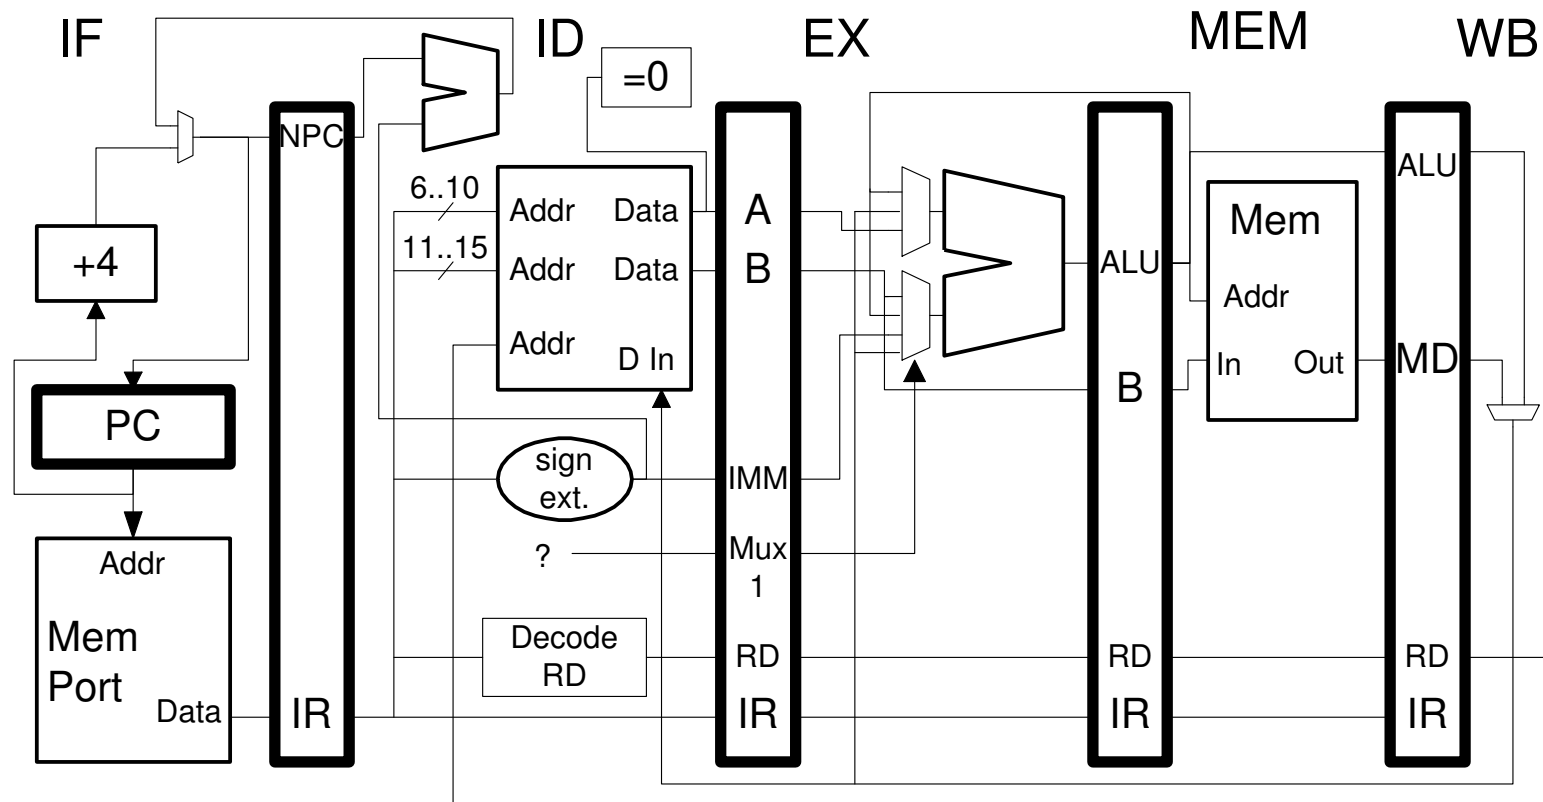 IF
ID
EX
MEM
WB
=0
NPC
+4
PC
Addr
Mem
Port
Data
IR
6..10
11..15
Addr
Data
Addr
Data
Addr
D In
sign
ext.
?
Decode
RD
A
B
IMM
Mux
1
RD
IR
ALU
B
RD
IR
Mem
Addr
In
Out
ALU
MD
RD
IR